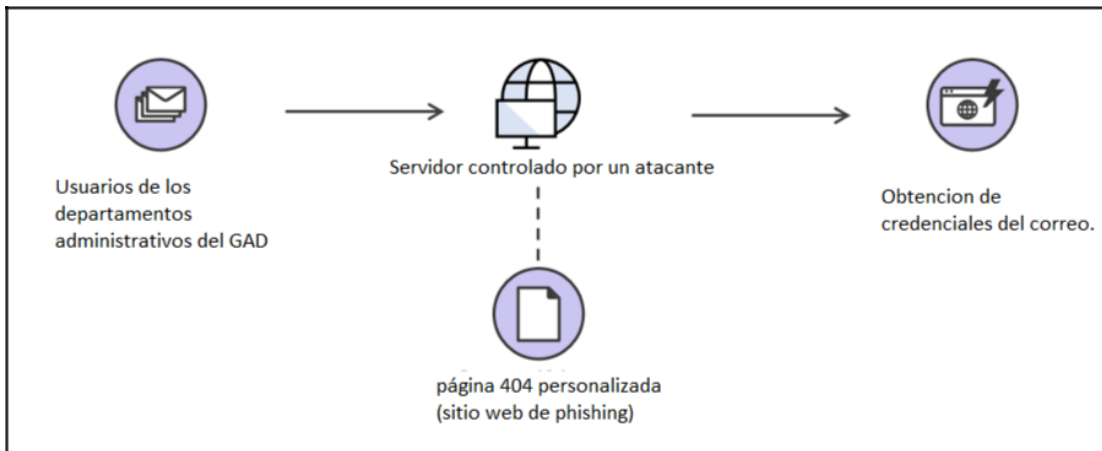 Servidor controlado por un atacante
Usuarios de los
departamentos
administrativos del GAD
Obtencion de
credenciales del correo.
página 404 personalizada
(sitio web de phishing)